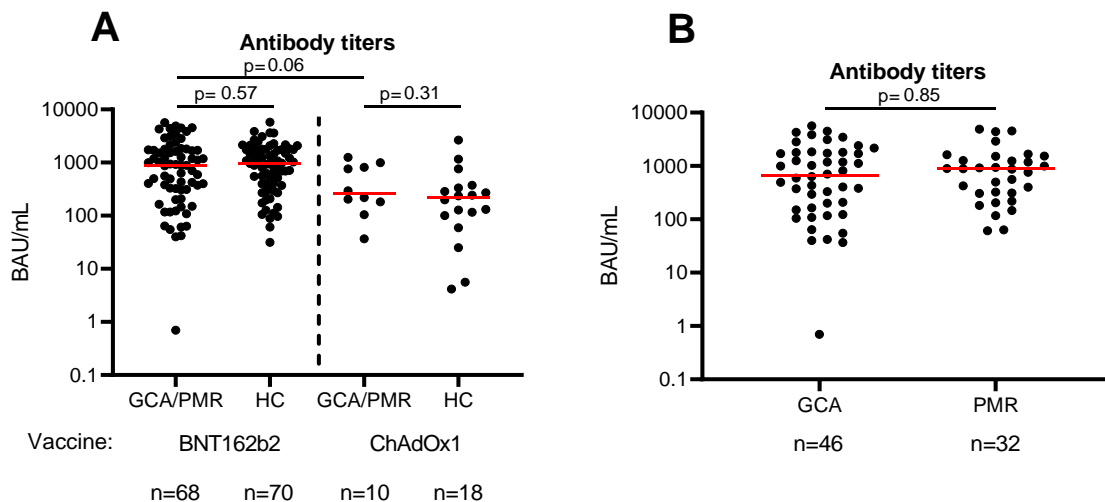 A
Antibody titers
p= 0.06
p= 0.57
p=0.31
BAU/mL
10000
1000
100
10
1
0.1
GCA/PMR HC GCA/PMR HC
Vaccine: BNT162b2 ChAdOx1
n=68 n=70 n=10 n=18
B
Antibody titers
p= 0.85
BAU/mL
10000
1000
100
10
1
0.1
GCA PMR
n=46 n=32